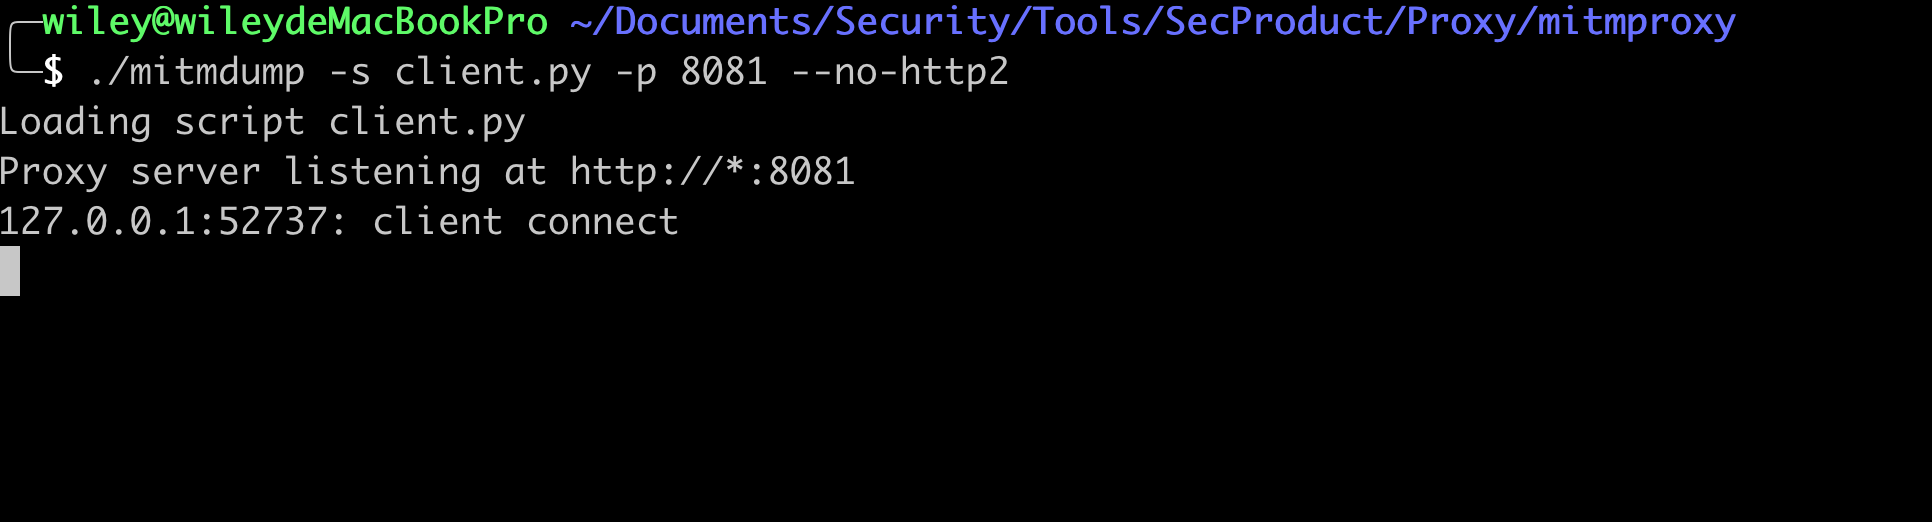 wiley@wileydeMacBookPro ~/Documents/Security/Tools/SecProduct/Proxy/mitmproxy
$ ./mitmdump -s client.py -p 8081 --no-http2
Loading script client.py
Proxy server listening at http://*:8081
127.0.0.1:52737: client connect